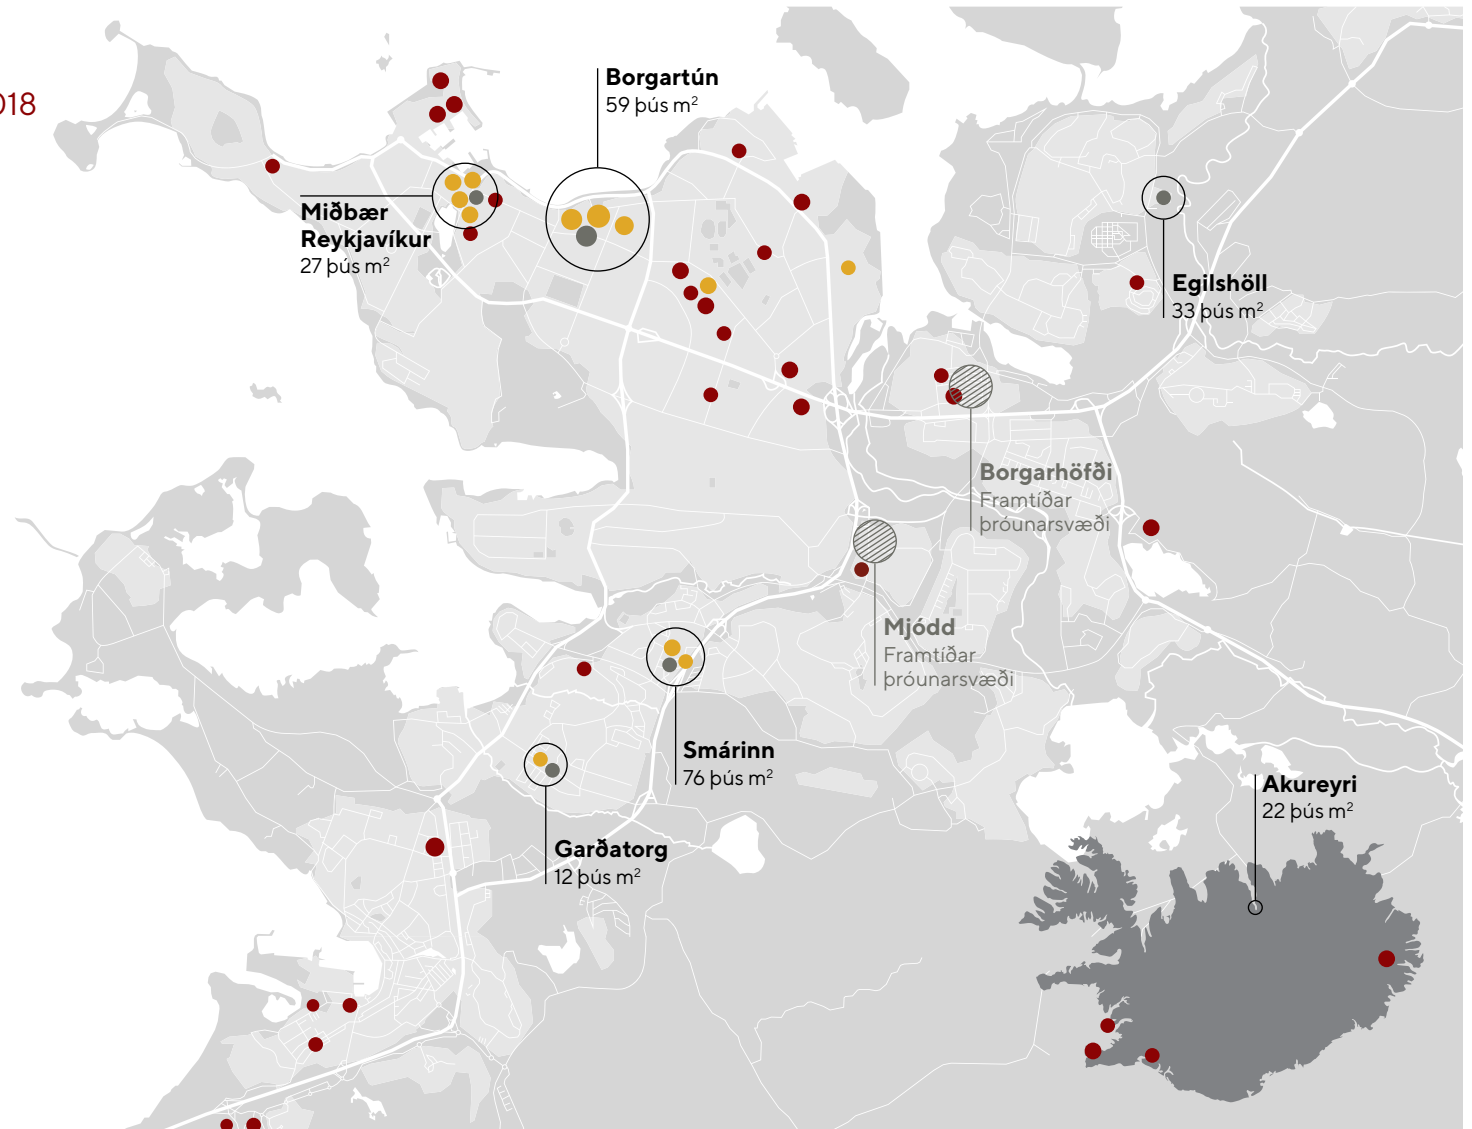 018
Borgartún
59 þús m²
Miðbær
Reykjavíkur
27 þús m²
Egilshöll
33 þús m²
Borgarhöfði
Framtíðar
þróunarsvæði
Mjódd
Framtíðar
þróunarsvæði
Smárinn
76 þús m²
Akureyri
22 þús m²
Garðatorg
12 þús m²